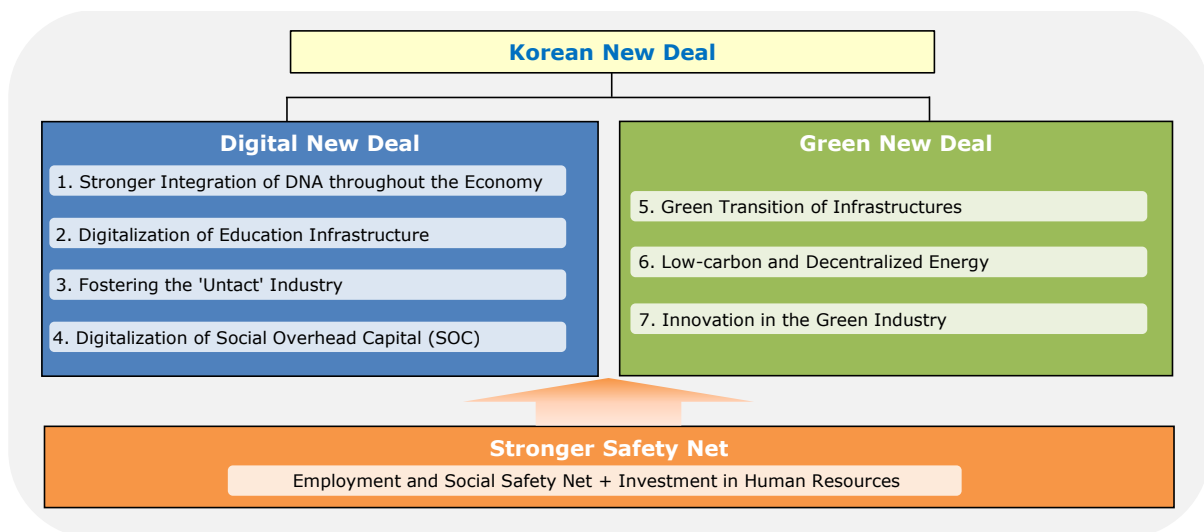 Korean New Deal
Digital New Deal
1. Stronger Integration of DNA throughout the Economy
2. Digitalization of Education Infrastructure
3. Fostering the 'Untact' Industry
4. Digitalization of Social Overhead Capital (SOC)
Green New Deal
5. Green Transition of Infrastructures
6. Low-carbon and Decentralized Energy
7. Innovation in the Green Industry
Stronger Safety Net
Employment and Social Safety Net + Investment in Human Resources